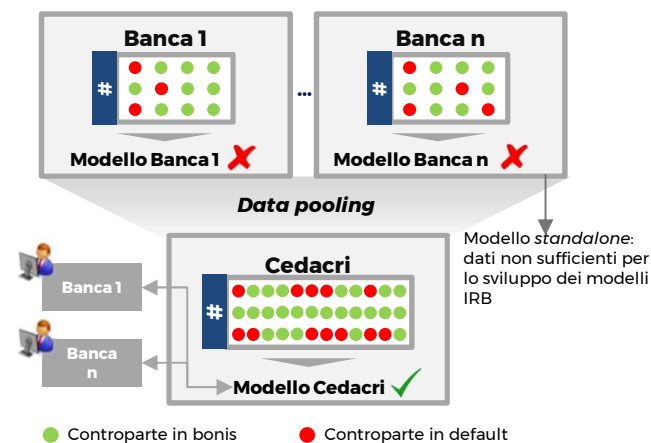 Banca 1
Banca n
#
#
...
Modello Banca 1
Modello Banca n
Data pooling
Modello standalone:
dati non sufficienti per
lo sviluppo dei modelli
IRB
Cedacri
#
Banca 1
Banca
n
Modello Cedacri
Controparte in bonis
Controparte in default